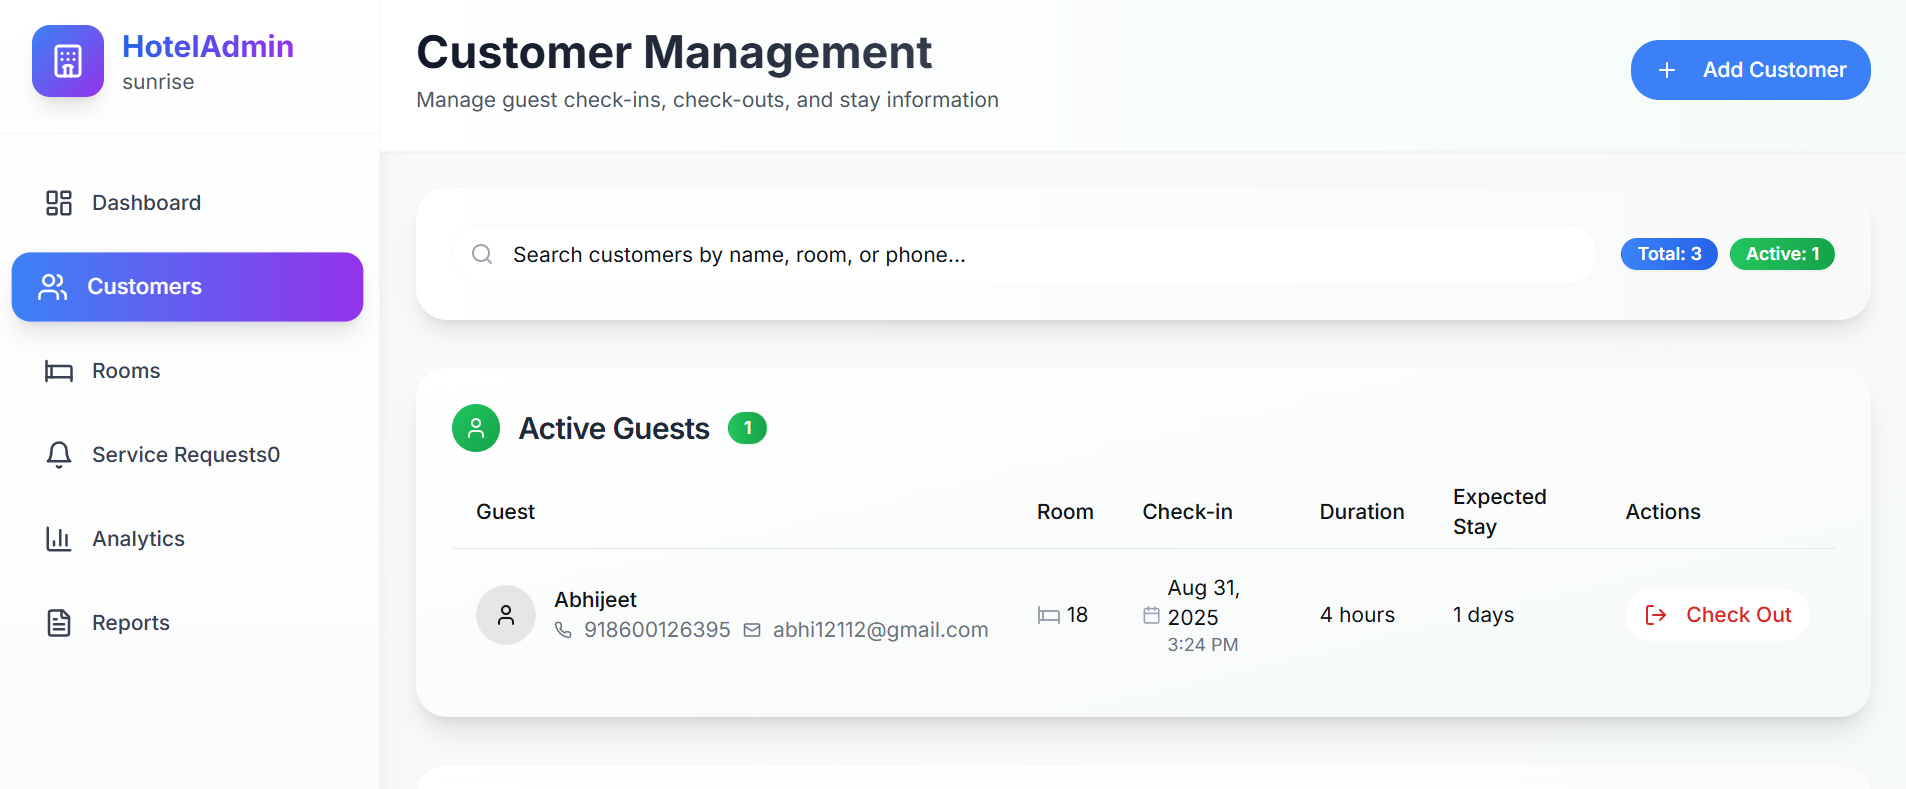 HotelAdmin
sunrise
Dashboard
Customers
Rooms
Service Requests0
Analytics
Reports
Customer Management
Manage guest check-ins, check-outs, and stay information
+ Add Customer
Search customers by name, room, or phone...
Total: 3
Active: 1
Active Guests 1
Guest
Room
Check-in
Duration
Expected
Stay
Actions
Abhijeet
918600126395 abhi12112@gmail.com
18
Aug 31,
2025
3:24 PM
4 hours
1 days
Check Out